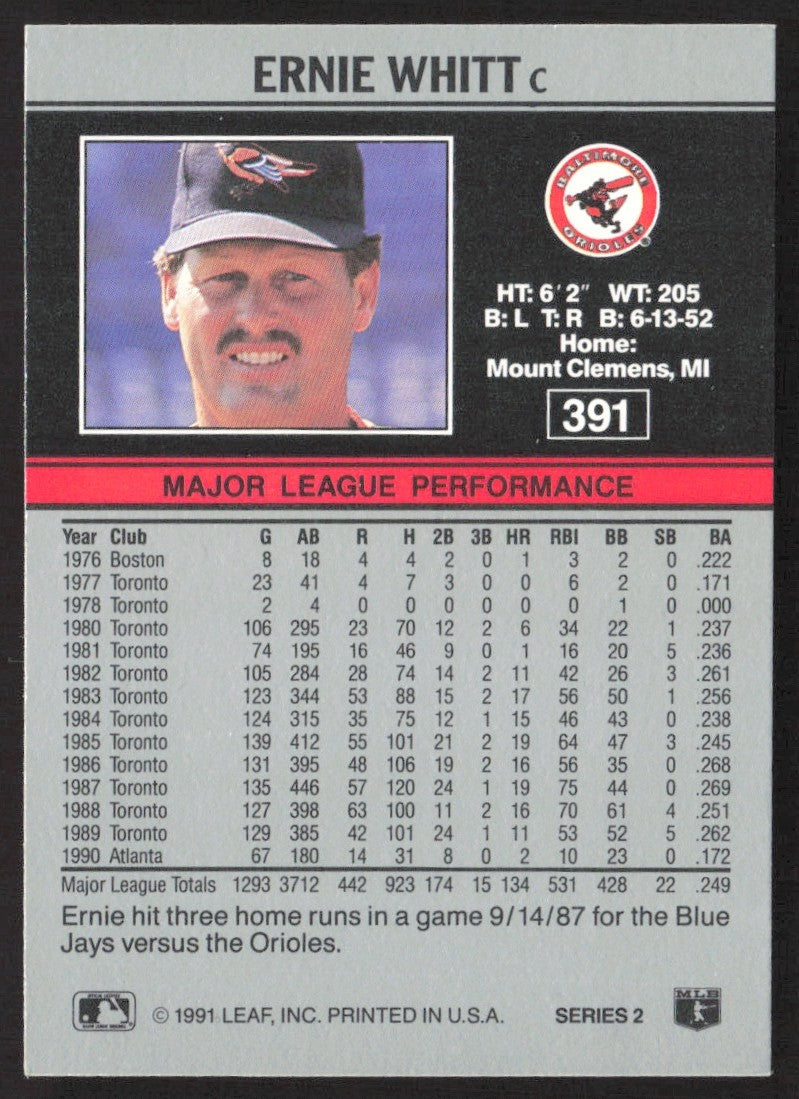 ERNIE WHITT C
BALTIMORE
ORIOLES
HT: 6' 2" WT: 205
B: L T: R B: 6-13-52
Home:
Mount Clemens, MI
391
MAJOR LEAGUE PERFORMANCE
Year Club G AB R H 2B 3B HR RBI BB SB BA
1976 Boston 8 18 4 4 2 0 1 3 2 0 .222
1977 Toronto 23 41 4 7 3 0 0 6 2 0 .171
1978 Toronto 2 4 0 0 0 0 0 0 1 0 .000
1980 Toronto 106 295 23 70 12 2 6 34 22 1 .237
1981 Toronto 74 195 16 46 9 0 1 16 20 5 .236
1982 Toronto 105 284 28 74 14 2 11 42 26 3 .261
1983 Toronto 123 344 53 88 15 2 17 56 50 1 .256
1984 Toronto 124 315 35 75 12 1 15 46 43 0 .238
1985 Toronto 139 412 55 101 21 2 19 64 47 3 .245
1986 Toronto 131 395 48 106 19 2 16 56 35 0 .268
1987 Toronto 135 446 57 120 24 1 19 75 44 0 .269
1988 Toronto 127 398 63 100 11 2 16 70 61 4 .251
1989 Toronto 129 385 42 101 24 1 11 53 52 5 .262
1990 Atlanta 67 180 14 31 8 0 2 10 23 0 .172
Major League Totals 1293 3712 442 923 174 15 134 531 428 22 .249
Ernie hit three home runs in a game 9/14/87 for the Blue
Jays versus the Orioles.
© 1991 LEAF, INC. PRINTED IN U.S.A. SERIES 2
MLB